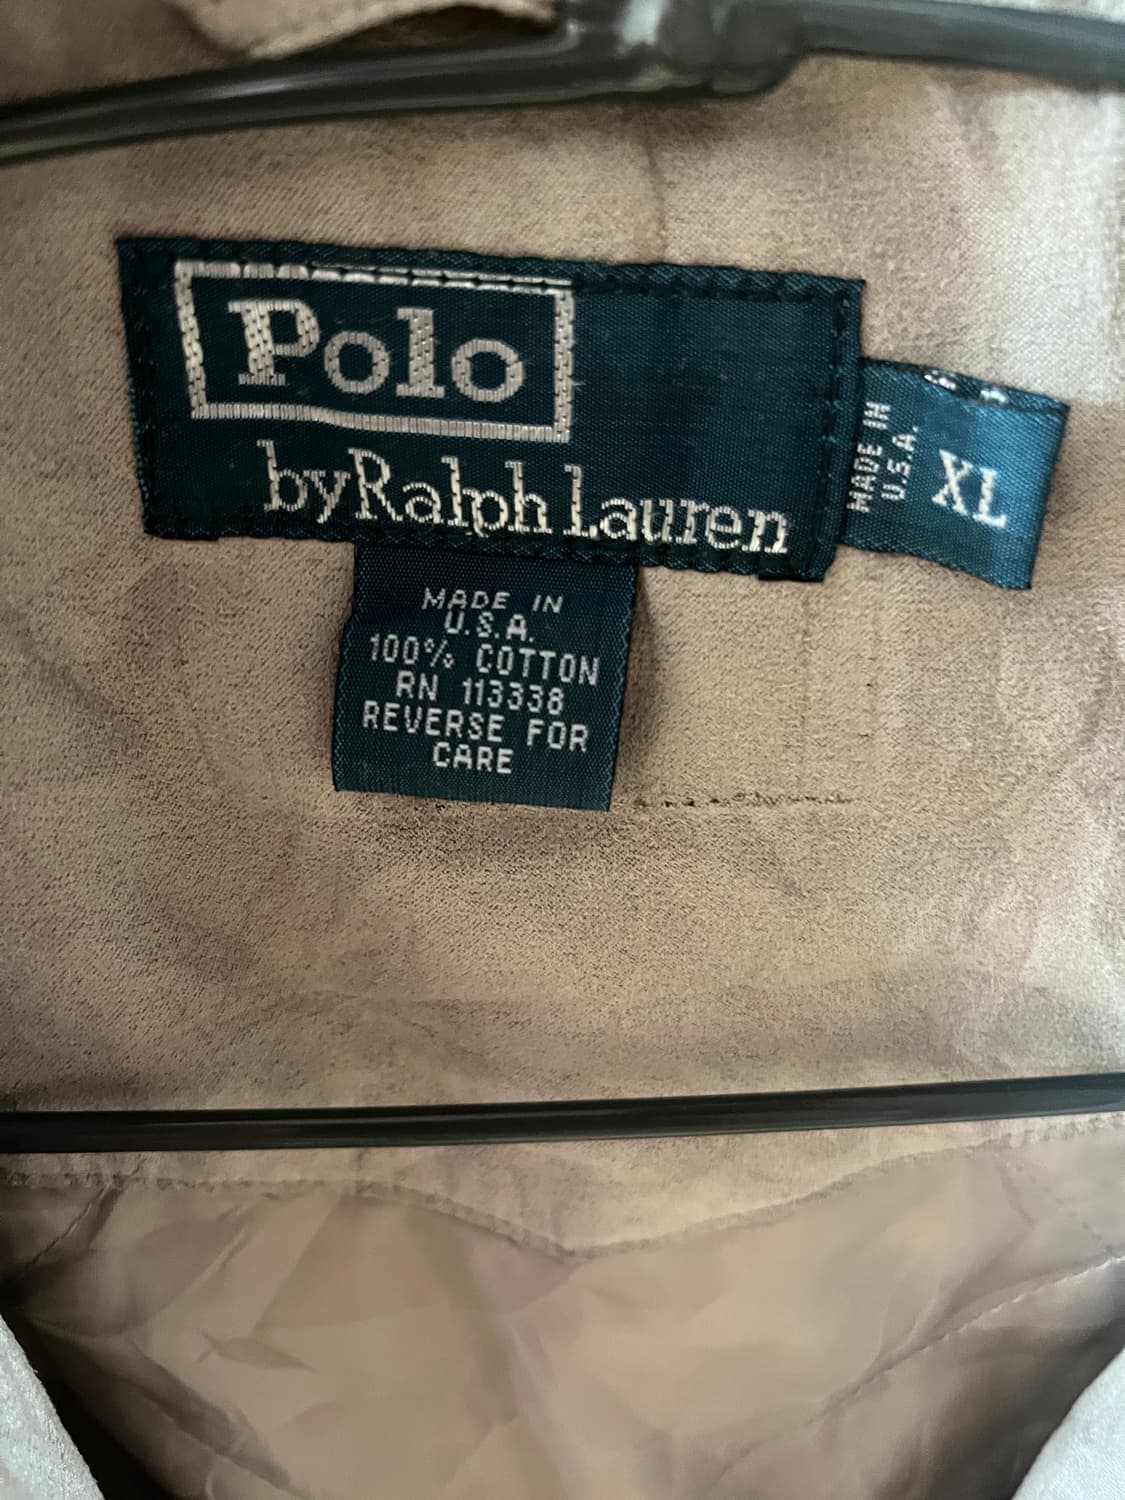 Polo
by Ralph Lauren
MADE IN
U.S.A.
XL
MADE IN
U.S.A.
100% COTTON
RN 113338
REVERSE FOR
CARE